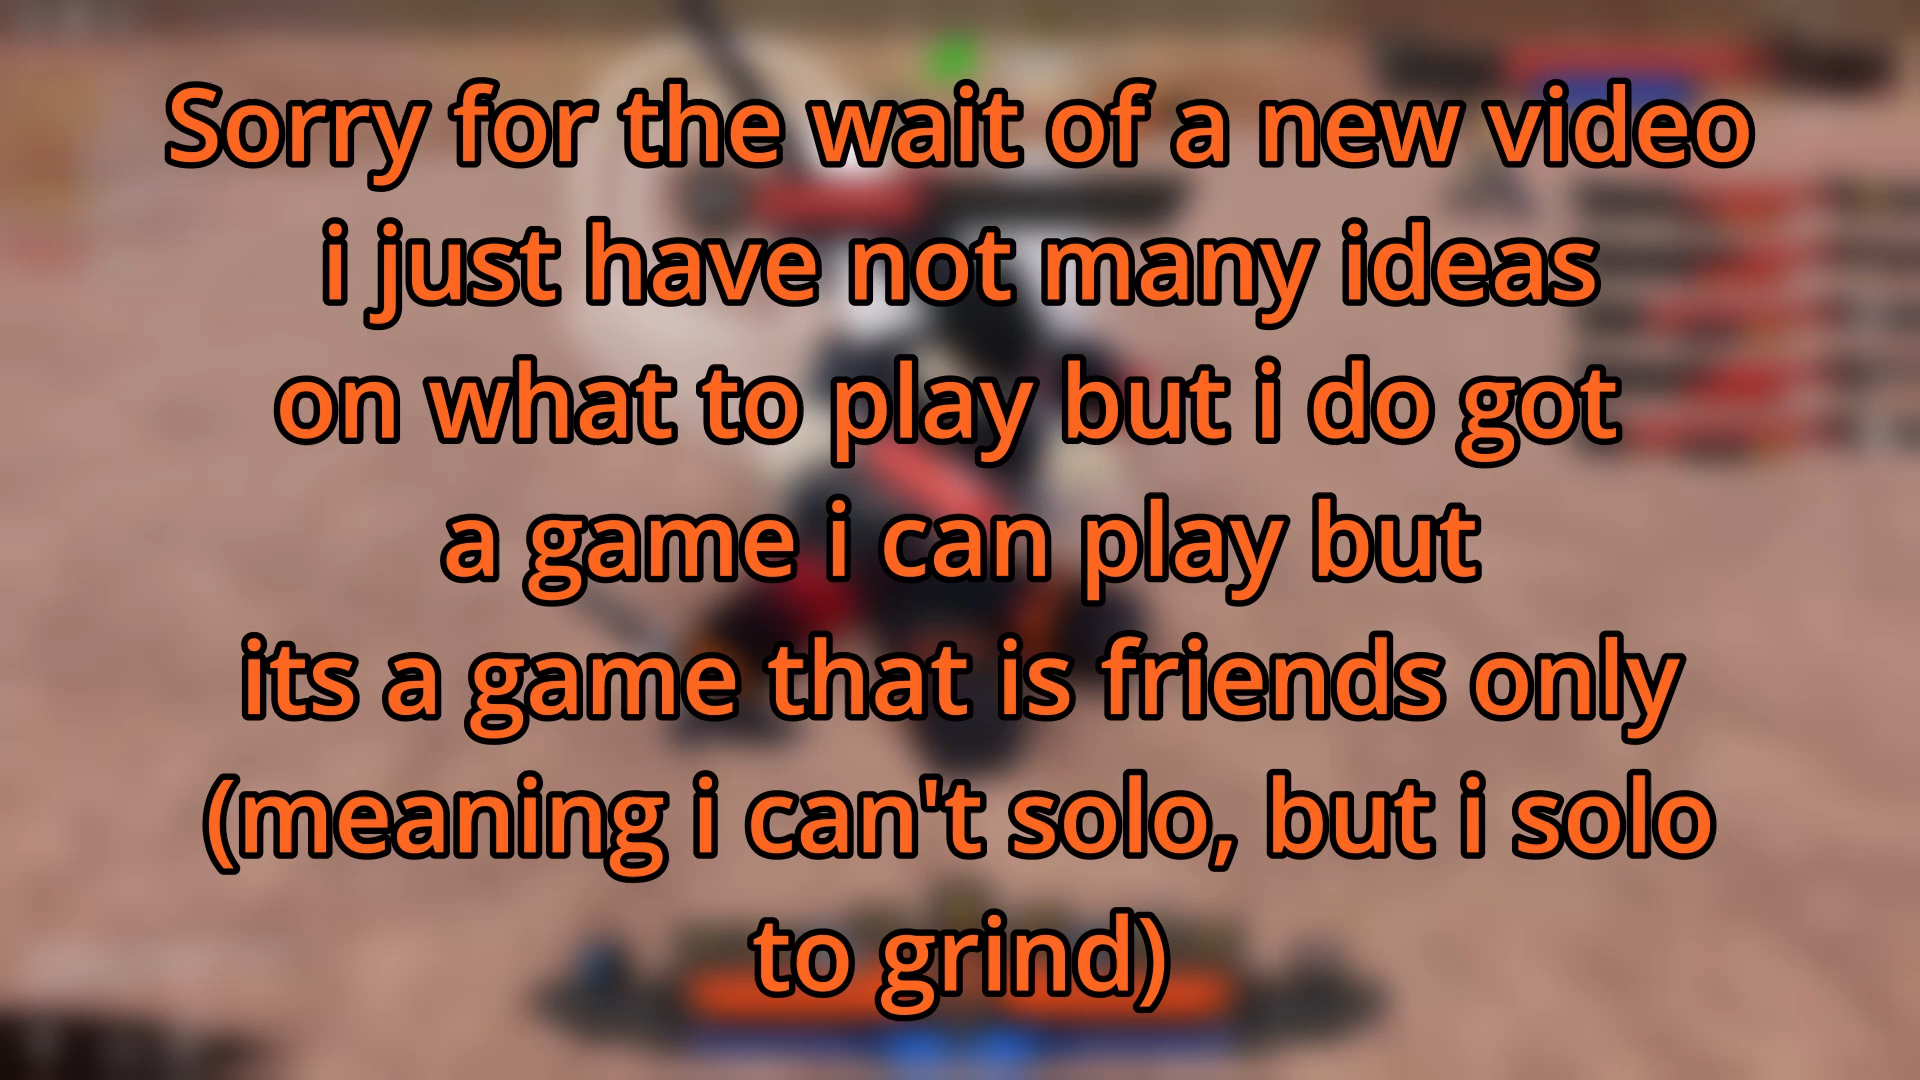 Sorry for the wait of a new video
i just have not many ideas
on what to play but i do got
a game i can play but
its a game that is friends only
(meaning i can't solo, but i solo
to grind)